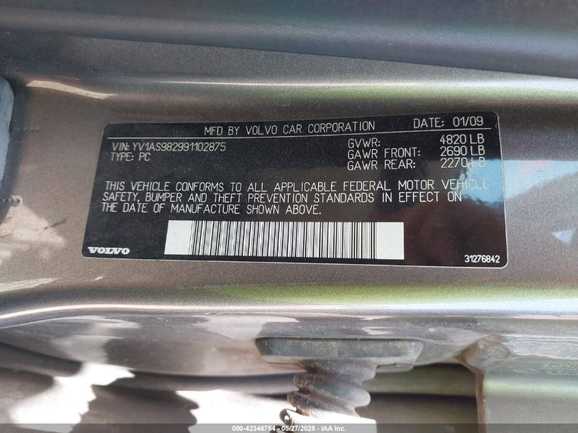 MFD BY VOLVO CAR CORPORATION DATE: 01/09
VIN: YV1AS982991102875 GVWR: 4820 LB
TYPE: PC GAWR FRONT: 2690 LB
GAWR REAR: 2270 LB
THIS VEHICLE CONFORMS TO ALL APPLICABLE FEDERAL MOTOR VEHICLE
SAFETY, BUMPER AND THEFT PREVENTION STANDARDS IN EFFECT ON
THE DATE OF MANUFACTURE SHOWN ABOVE.
VOLVO 31276842
000-42348754 - 05/27/2025 - IAA Inc.